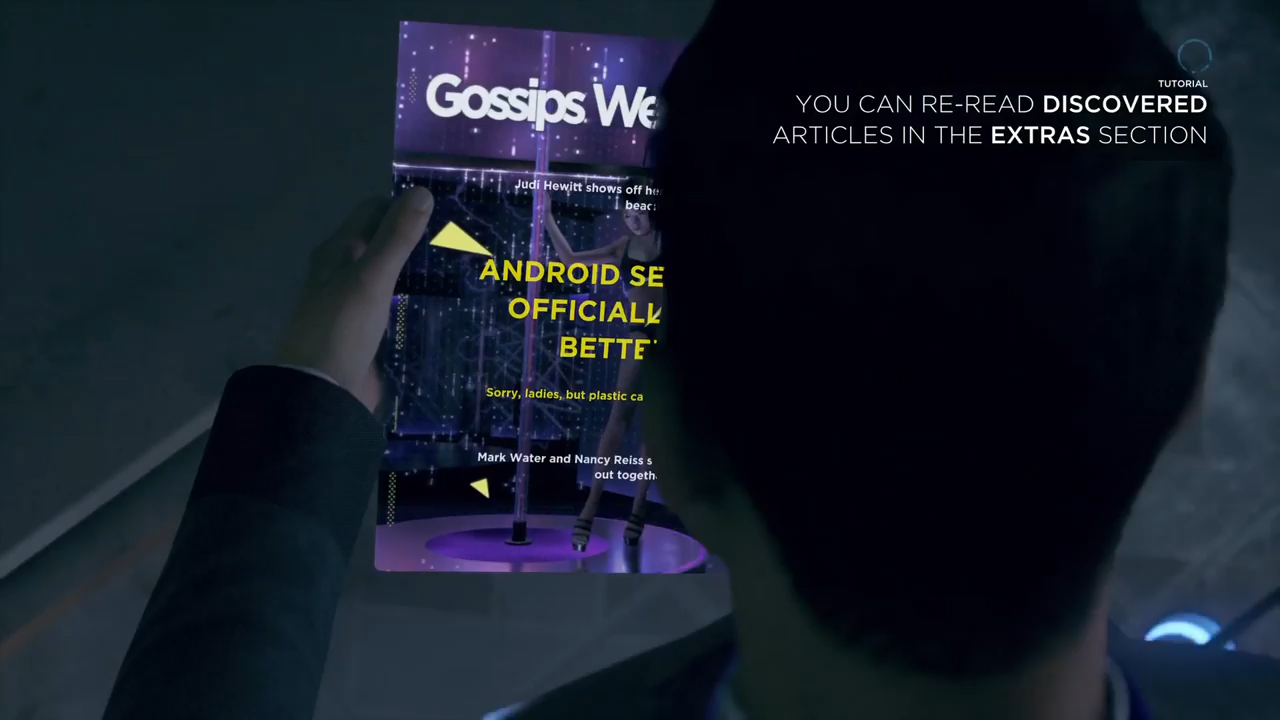 Gossips We
TUTORIAL
YOU CAN RE-READ DISCOVERED
ARTICLES IN THE EXTRAS SECTION
Judi Hewitt shows off he
beac
ANDROID SE
OFFICIALL
BETTE
Sorry, ladies, but plastic ca
Mark Water and Nancy Reiss s
out togeth